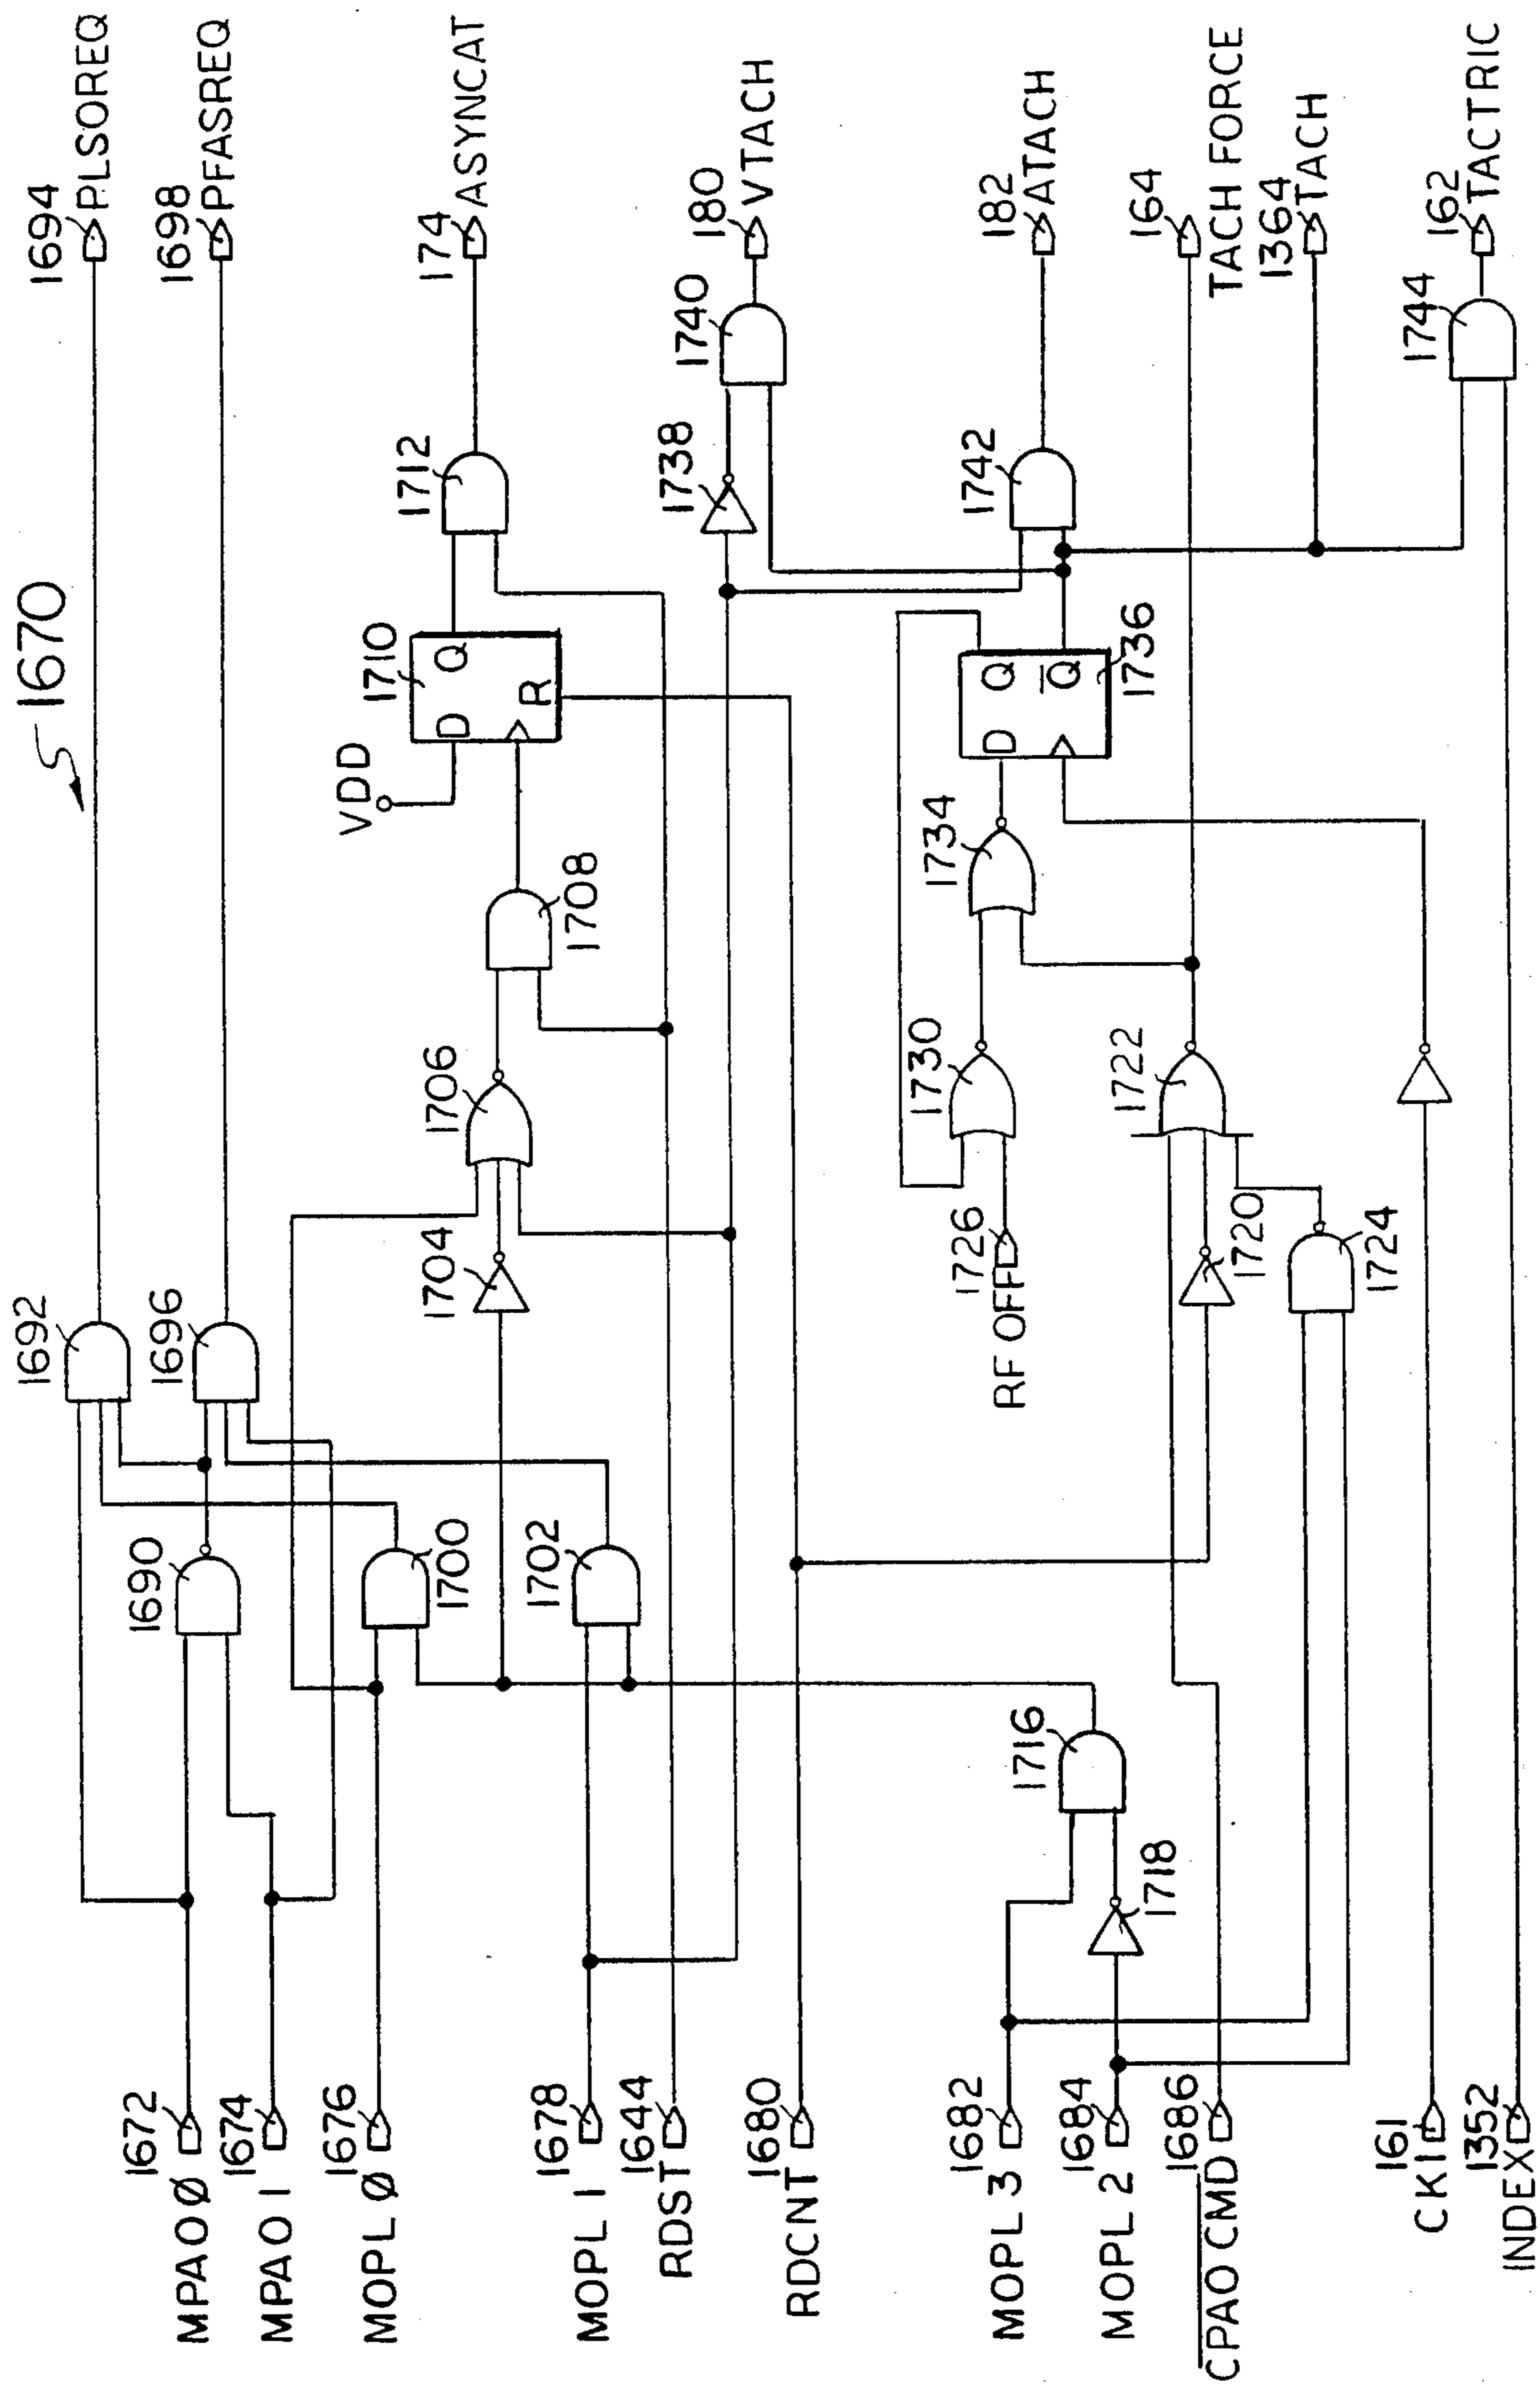 1670
1672
MPAO Ø
1674
MPAO 1
1676
MOPL Ø
1678
MOPL 1
1644
RDST
1680
RDCNT
1682
MOPL 3
1684
MOPL 2
1686
CPAO CMD
161
CK1
1352
INDEX
1690
1692
1696
1700
1702
1704
1706
1708
VDD
1710
D
Q
R
1712
1716
1718
1720
1722
1724
1726
RF OFF
1730
1734
1736
D
Q
Q
1738
1740
1742
1744
1694
PLSOREQ
1698
PFASREQ
174
ASYNCAT
180
VTACH
182
ATACH
164
TACH FORCE
1364
TACH
162
TACTRIC